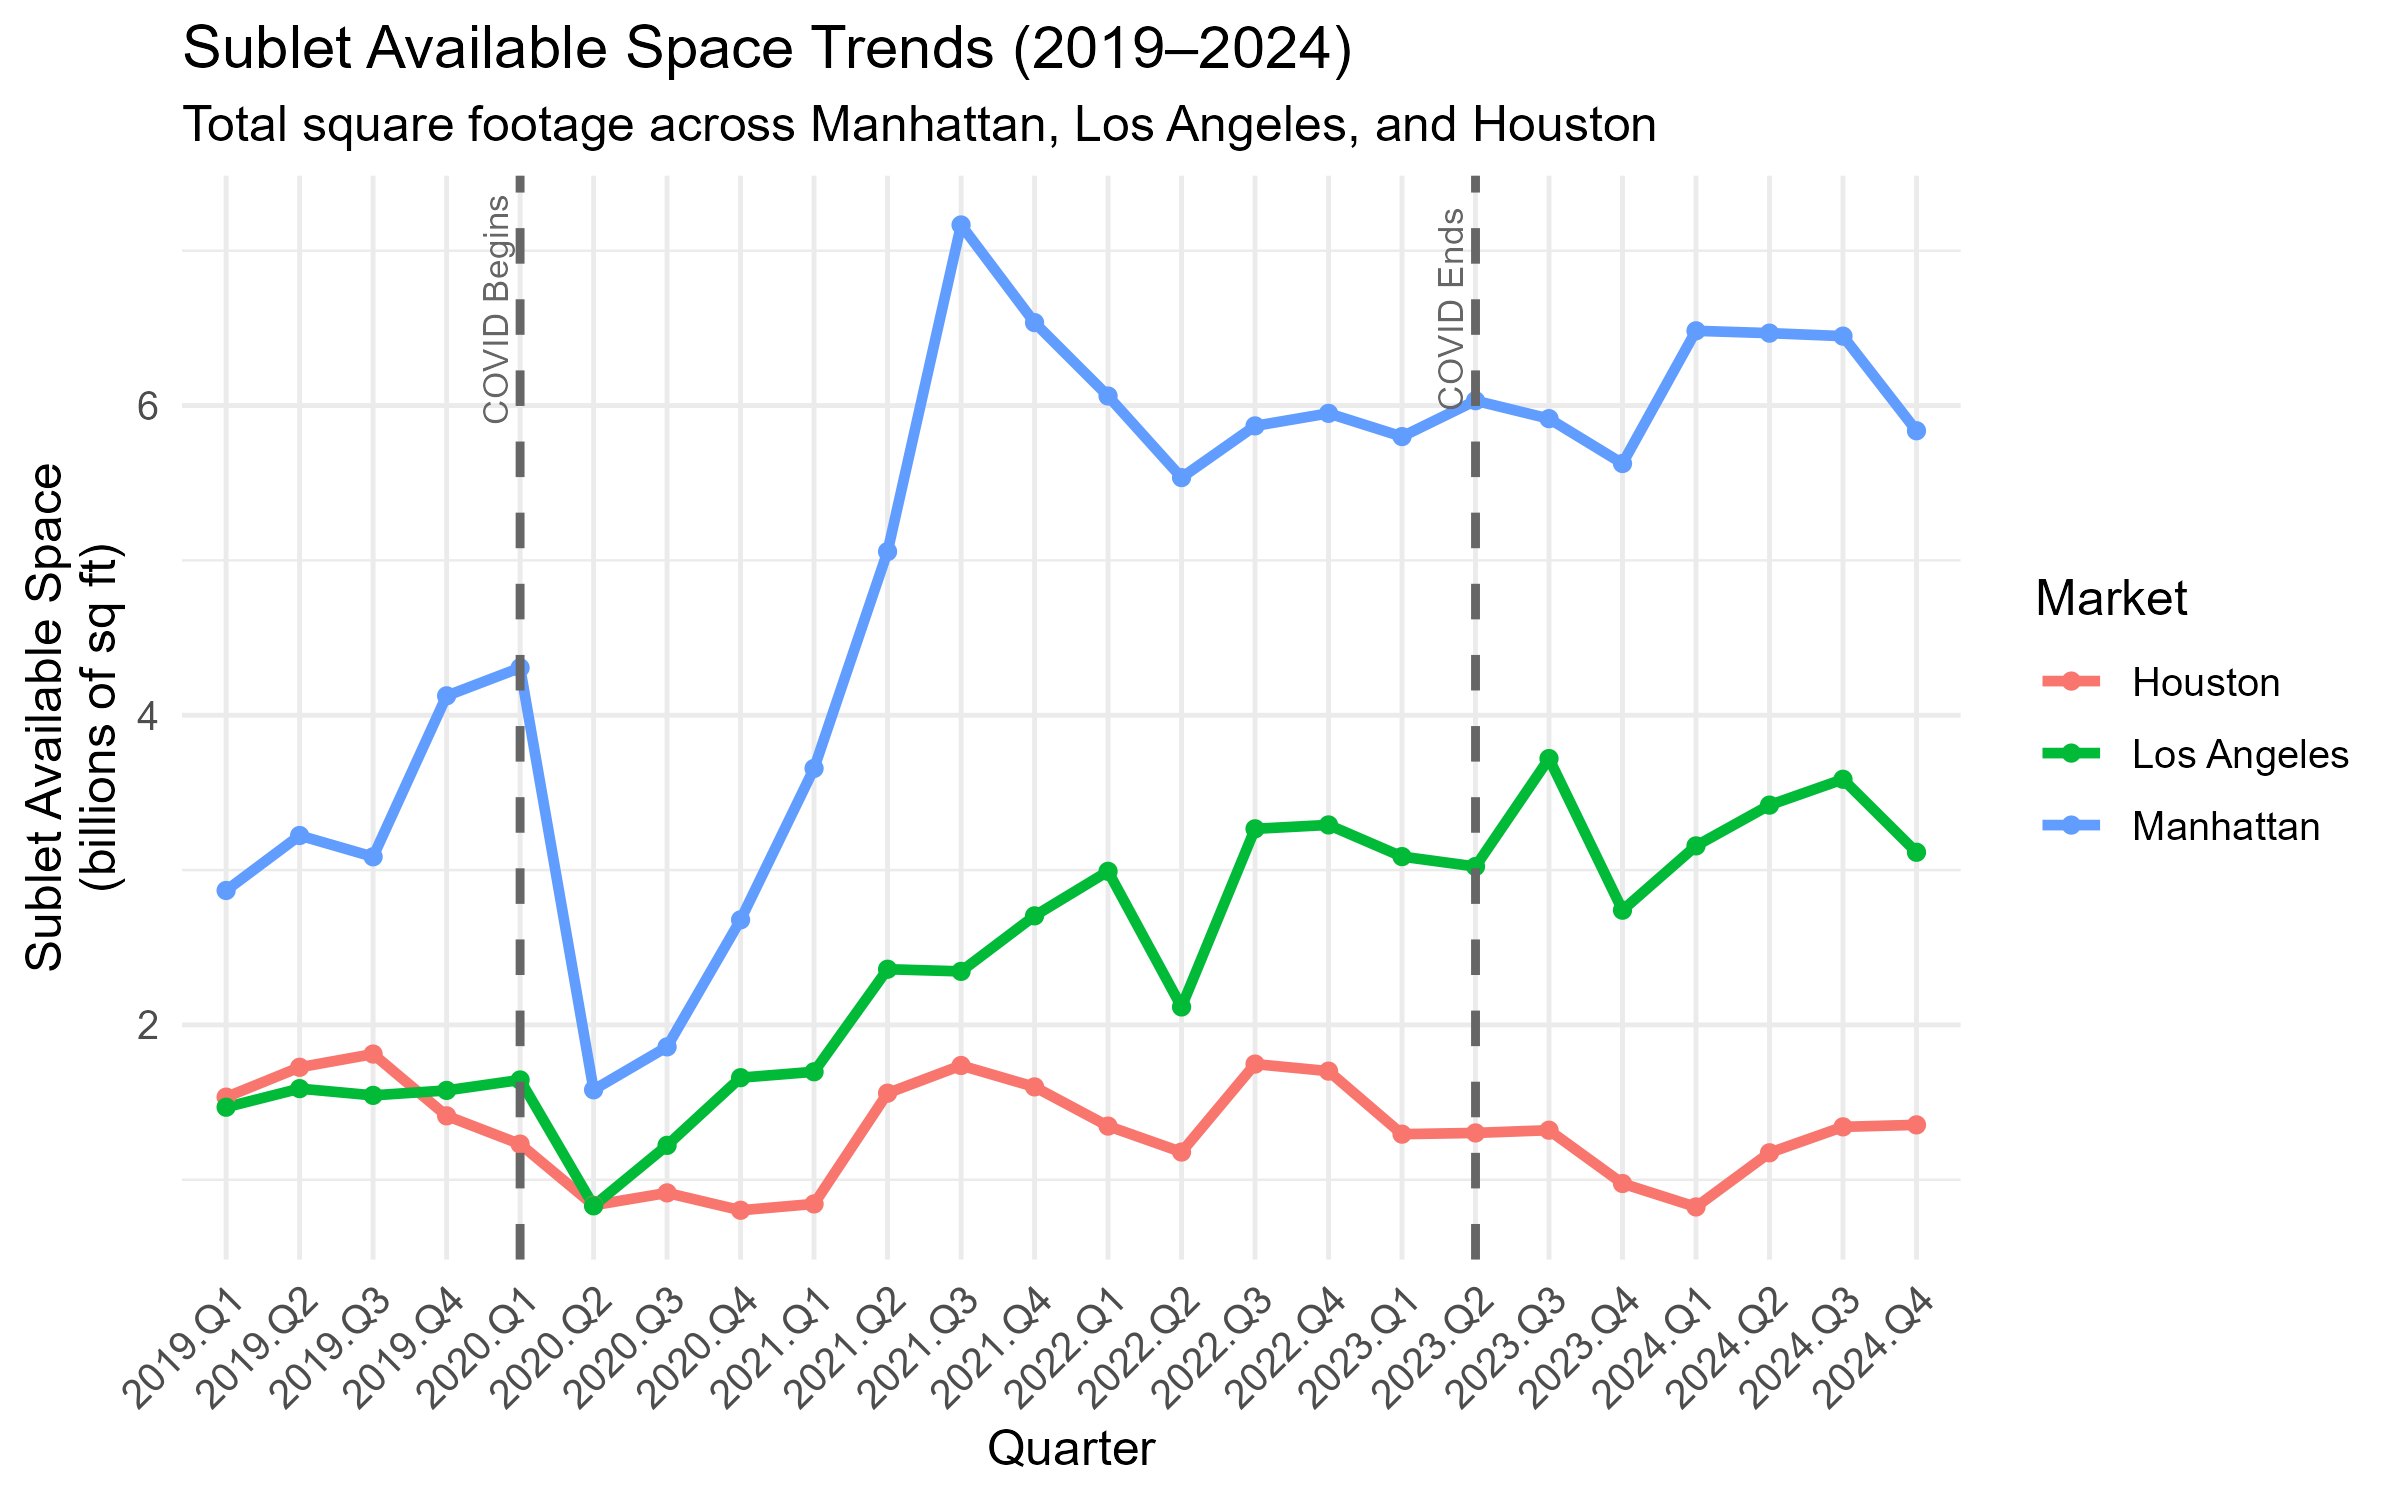 Sublet Available Space Trends (2019–2024)
Total square footage across Manhattan, Los Angeles, and Houston
Sublet Available Space
(billions of sq ft)
6
4
2
COVID Begins
COVID Ends
2019.Q1
2019.Q2
2019.Q3
2019.Q4
2020.Q1
2020.Q2
2020.Q3
2020.Q4
2021.Q1
2021.Q2
2021.Q3
2021.Q4
2022.Q1
2022.Q2
2022.Q3
2022.Q4
2023.Q1
2023.Q2
2023.Q3
2023.Q4
2024.Q1
2024.Q2
2024.Q3
2024.Q4
Quarter
Market
Houston
Los Angeles
Manhattan